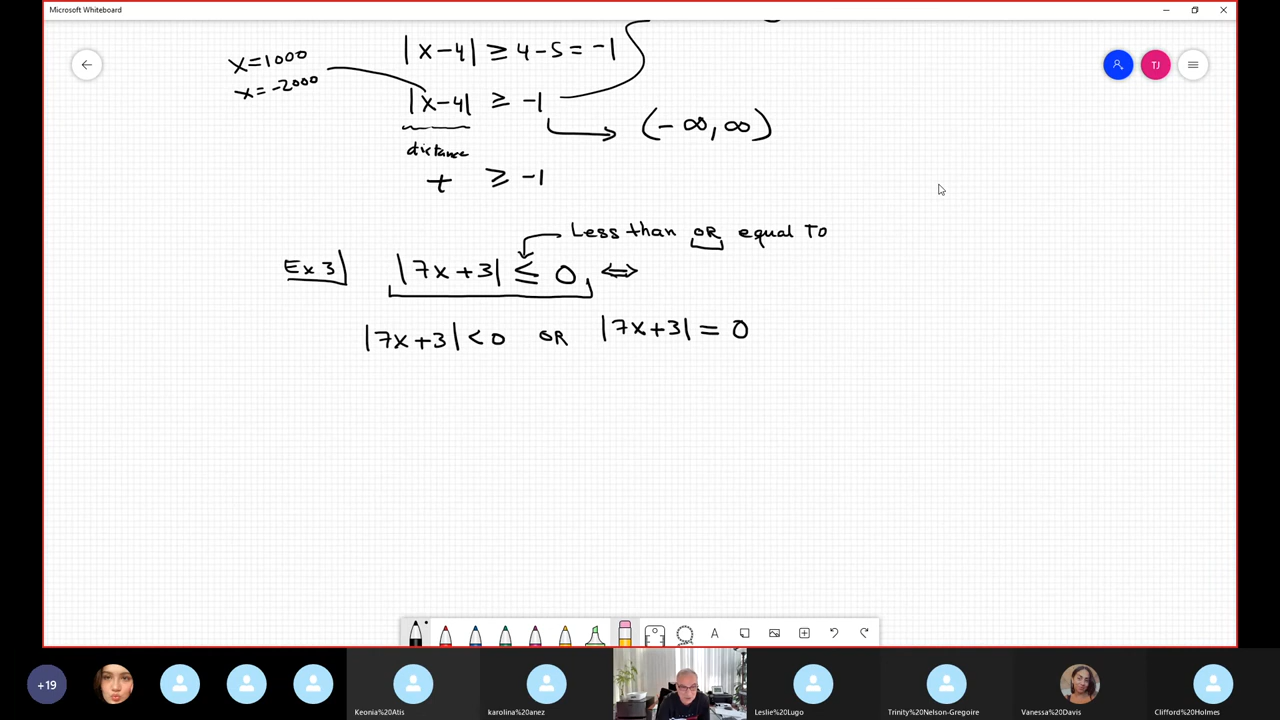 Microsoft Whiteboard
|x-4| ≥ 4-5 = -1
x=1000
x=-2000
|x-4| ≥ -1
(-∞,∞)
distance
+ ≥ -1
Less than OR equal To
Ex 3) |7x+3| ≤ 0 ⇔
|7x+3| < 0 OR |7x+3| = 0
TJ
A
+19
Keonia%20Atis
karolina%20anez
Leslie%20Lugo
Trinity%20Nelson-Gregoire
Vanessa%20Davis
Clifford%20Holmes